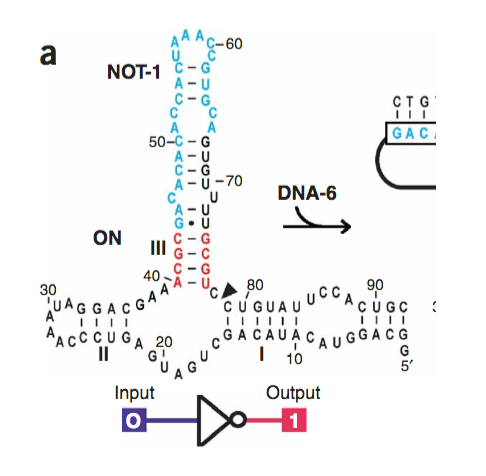 a
NOT-1
A A A
A C –60
U C
C – G
A – U
C – G
C C
A A
50– C – G
A – U
C – G
A – U –70
C U
A – U
G • U
C – G
G – C
C – G
A – U
ON
III
40
C T G
G A C A
DNA-6
30
A U A G G A C G A A
A A A C C C U G A
II
20
G U A G U C
C
80
90
C U G U A U U C C A C U G C
G A C A U A C A U G G A C G
I
10
G
G
5′
3
Input
Output
0
1